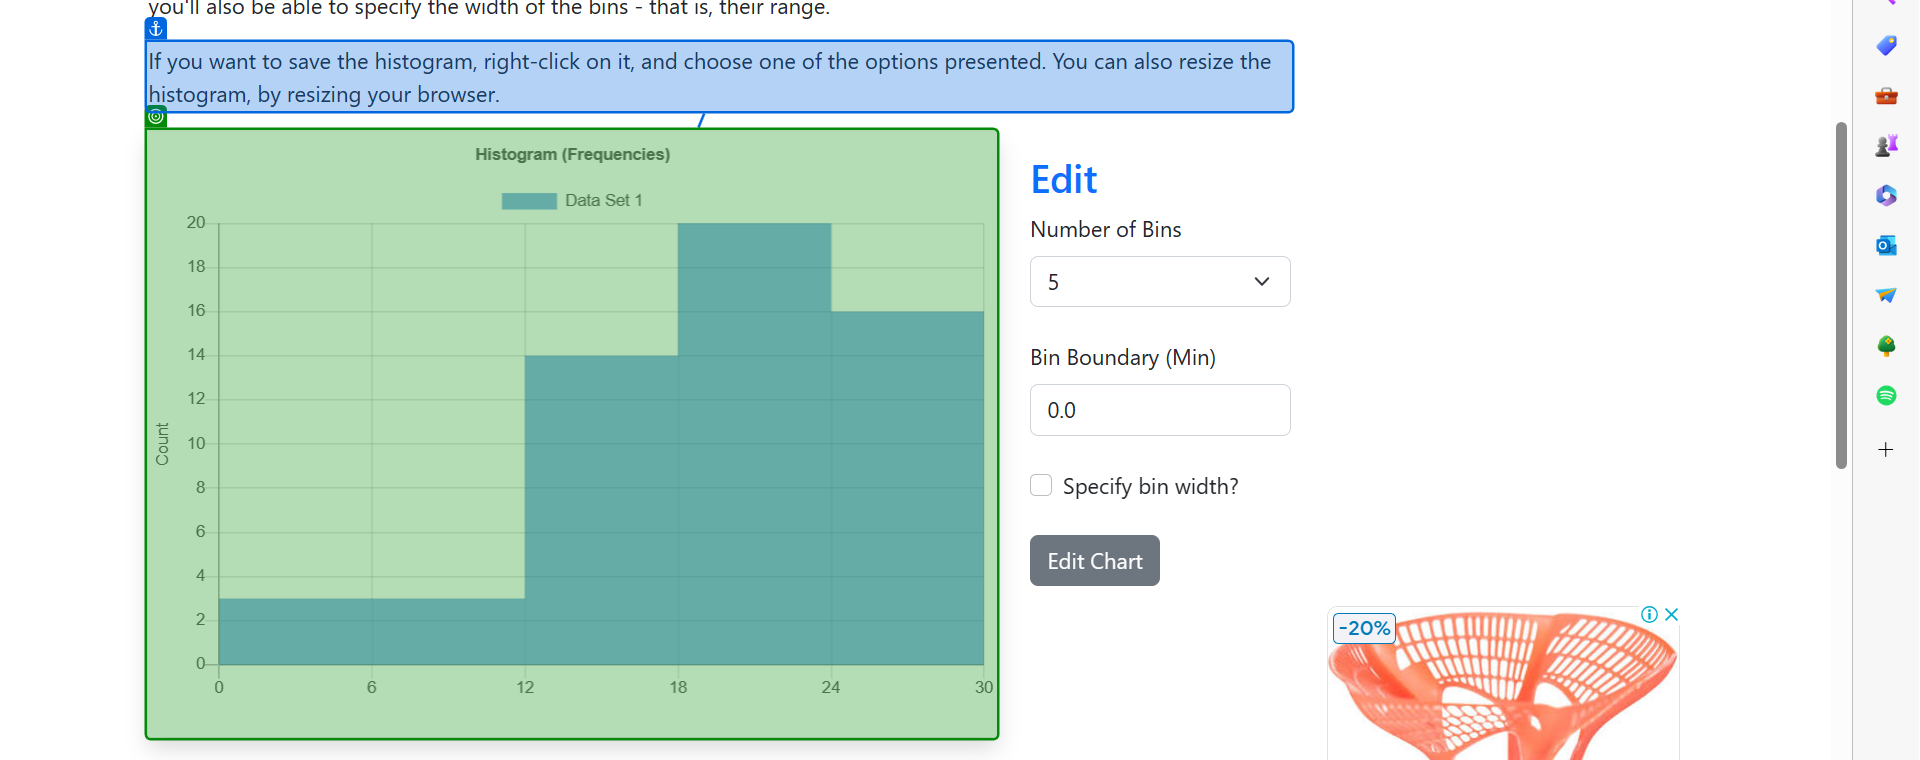 you'll also be able to specify the width of the bins - that is, their range.
If you want to save the histogram, right-click on it, and choose one of the options presented. You can also resize the
histogram, by resizing your browser.
Histogram (Frequencies)
Data Set 1
Count
20
18
16
14
12
10
8
6
4
2
0
0 6 12 18 24 30
Edit
Number of Bins
5
Bin Boundary (Min)
0.0
Specify bin width?
Edit Chart
-20%